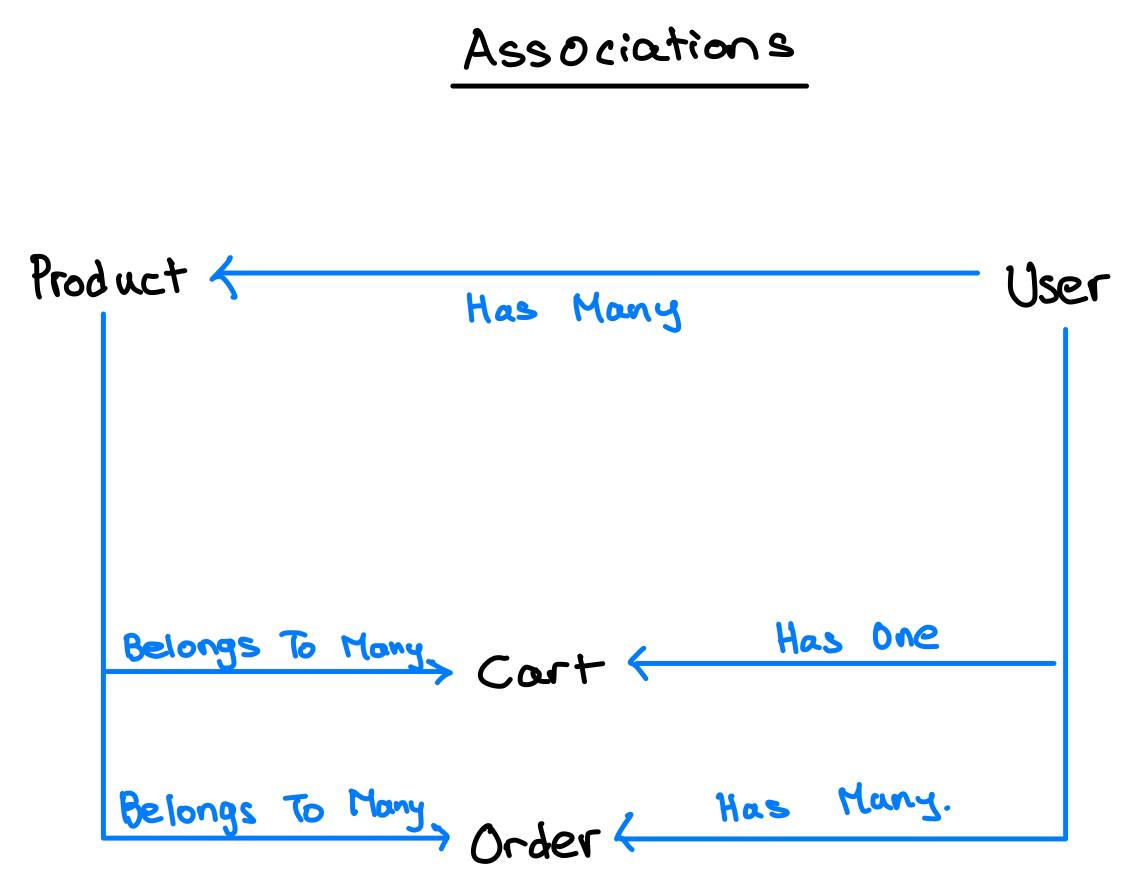 Associations
Product
User
Has Many
Belongs To Many
Cart
Has One
Belongs To Many
Order
Has Many.